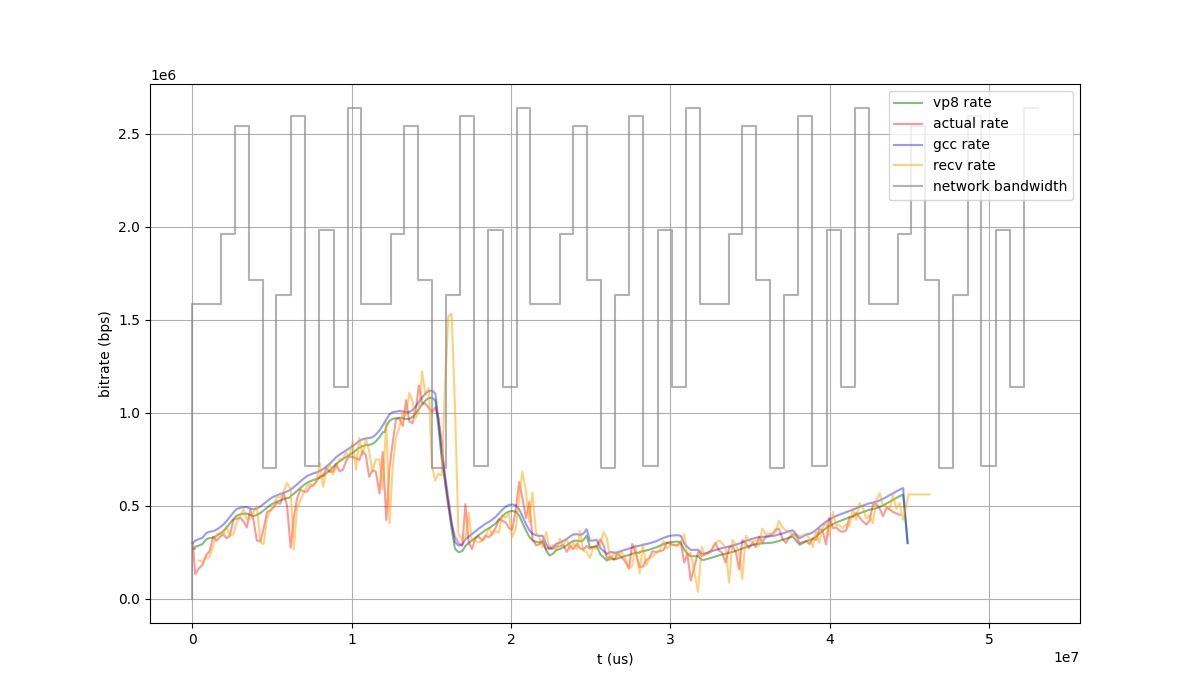 1e6
vp8 rate
actual rate
gcc rate
recv rate
network bandwidth
2.5
2.0
1.5
1.0
0.5
0.0
bitrate (bps)
0 1 2 3 4 5
t (us)
1e7